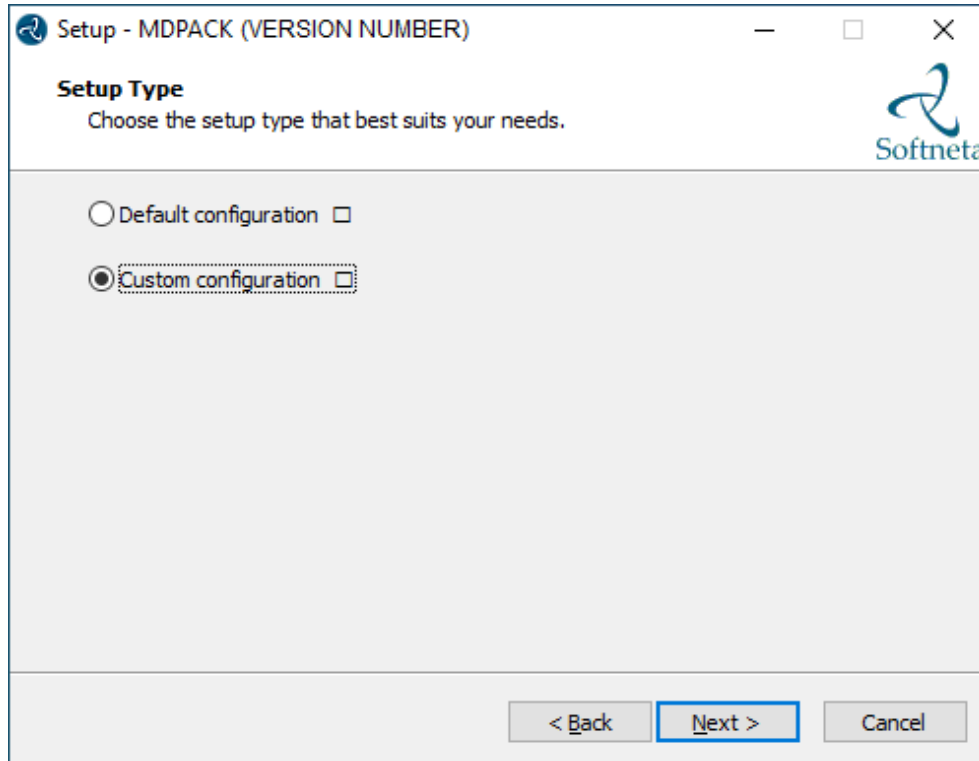 Setup - MDPACK (VERSION NUMBER)
Setup Type
Choose the setup type that best suits your needs.
Softneta
Default configuration □
Custom configuration □
< Back
Next >
Cancel